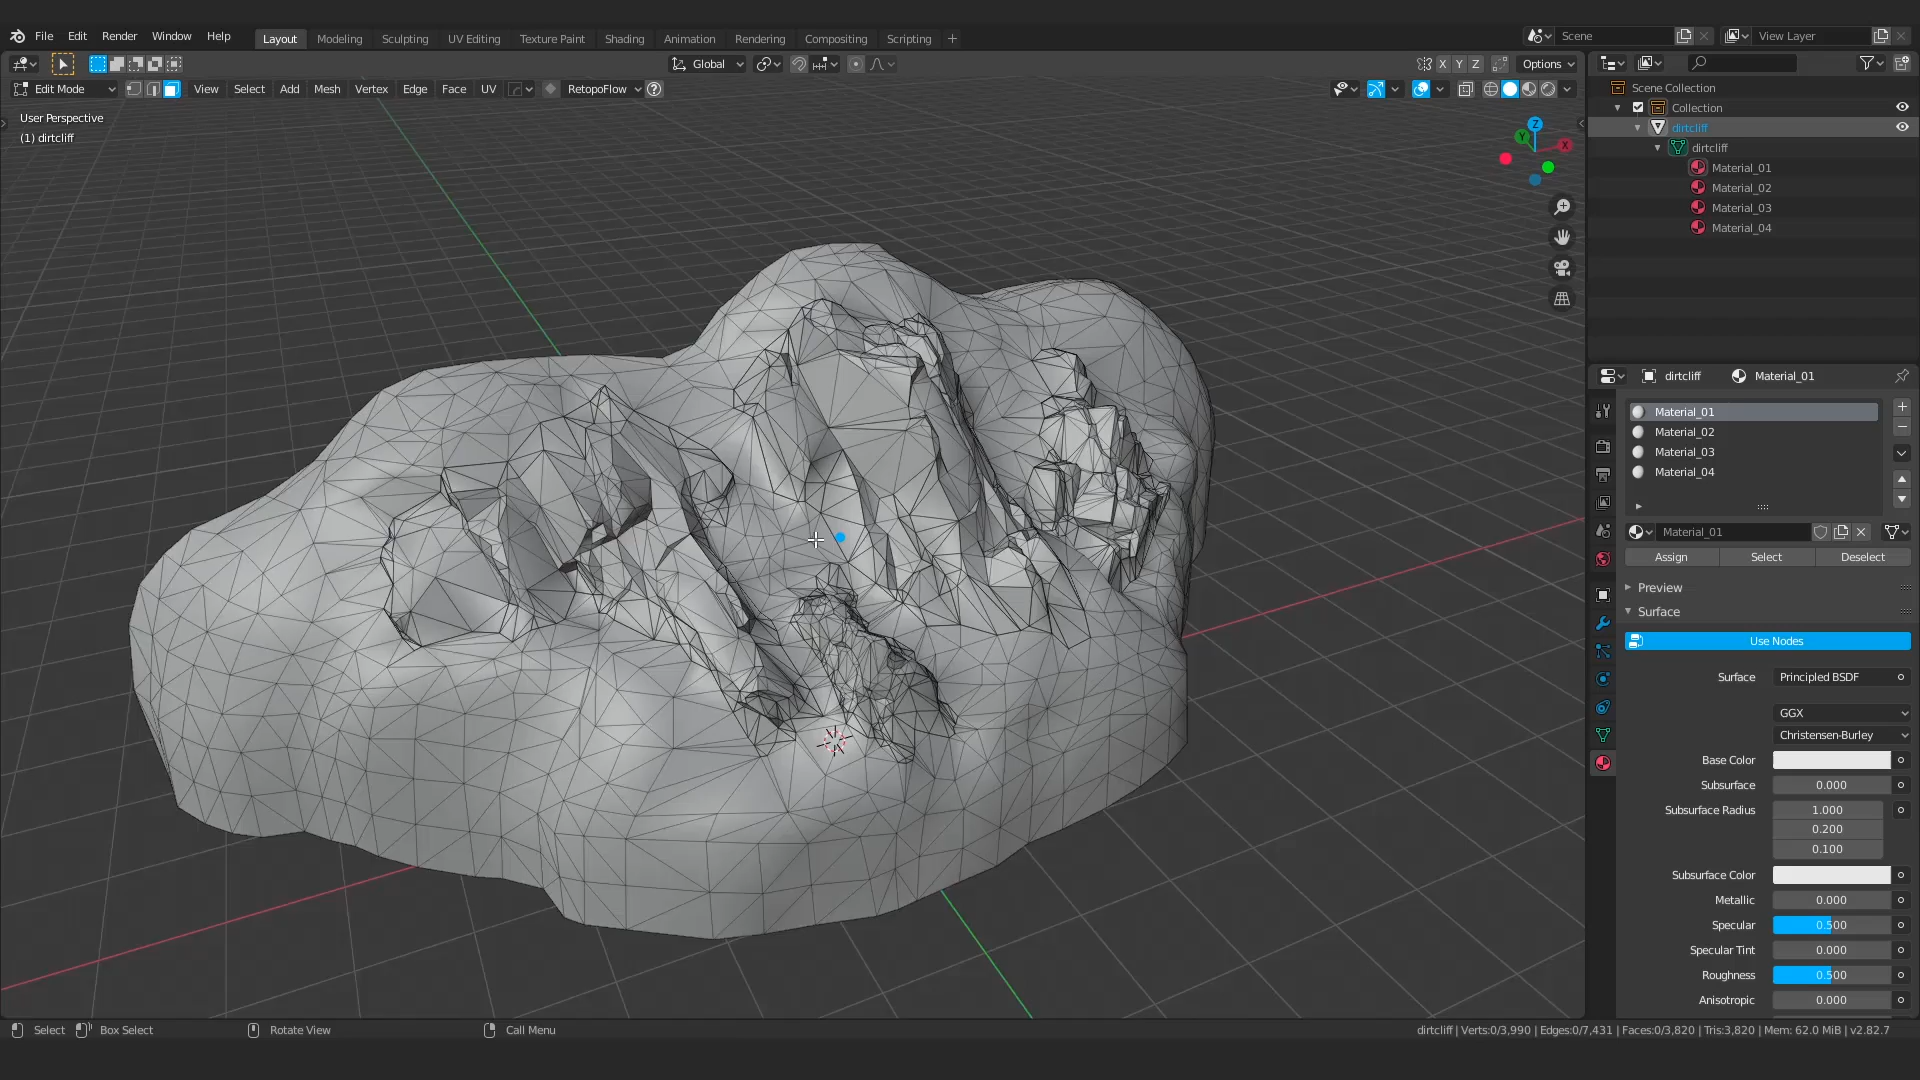 File Edit Render Window Help Layout Modeling Sculpting UV Editing Texture Paint Shading Animation Rendering Compositing Scripting + Scene View Layer
Global X Y Z Options
Edit Mode View Select Add Mesh Vertex Edge Face UV RetopoFlow
User Perspective
(1) dirtcliff
Z
Y
X
Scene Collection
Collection
dirtcliff
dirtcliff
Material_01
Material_02
Material_03
Material_04
dirtcliff Material_01
Material_01
Material_02
Material_03
Material_04
Material_01
Assign Select Deselect
Preview
Surface
Use Nodes
Surface Principled BSDF
GGX
Christensen-Burley
Base Color
Subsurface 0.000
Subsurface Radius 1.000
0.200
0.100
Subsurface Color
Metallic 0.000
Specular 0.500
Specular Tint 0.000
Roughness 0.500
Anisotropic 0.000
Select Box Select Rotate View Call Menu dirtcliff | Verts:0/3,990 | Edges:0/7,431 | Faces:0/3,820 | Tris:3,820 | Mem: 62.0 MiB | v2.82.7